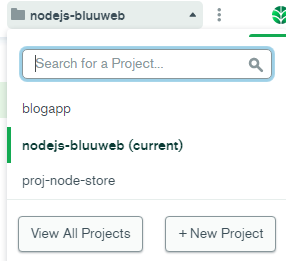 nodejs-bluuweb
Search for a Project...
blogapp
nodejs-bluuweb (current)
proj-node-store
View All Projects
+ New Project